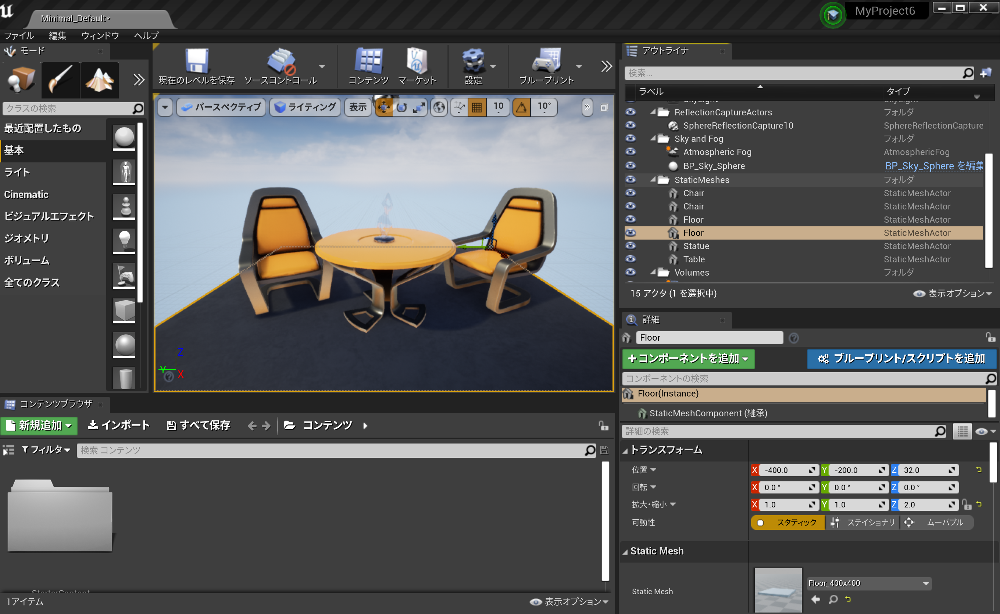 Minimal_Default*
MyProject6
ファイル 編集 ウィンドウ ヘルプ
モード
クラスの検索
最近配置したもの
基本
ライト
Cinematic
ビジュアルエフェクト
ジオメトリ
ボリューム
全てのクラス
現在のレベルを保存 ソースコントロール コンテンツ マーケット 設定 ブループリント
パースペクティブ ライティング 表示 10 10°
Z
Y
X
アウトライナ
検索...
ラベル タイプ
SkyLight SkyLight
ReflectionCaptureActors フォルダ
SphereReflectionCapture10 SphereReflectionCapture
Sky and Fog フォルダ
Atmospheric Fog AtmosphericFog
BP_Sky_Sphere BP_Sky_Sphere を編集
StaticMeshes フォルダ
Chair StaticMeshActor
Chair StaticMeshActor
Floor StaticMeshActor
Floor StaticMeshActor
Statue StaticMeshActor
Table StaticMeshActor
Volumes フォルダ
15 アクタ (1 を選択中) 表示オプション
詳細
Floor
+コンポーネントを追加 ブループリント/スクリプトを追加
コンポーネントの検索
Floor(Instance)
StaticMeshComponent (継承)
詳細の検索
トランスフォーム
位置 X -400.0 Y -200.0 Z 32.0
回転 X 0.0 ° Y 0.0 ° Z 0.0 °
拡大・縮小 X 1.0 Y 1.0 Z 2.0
可動性 スタティック ステイショナリ ムーバブル
Static Mesh
Static Mesh Floor_400x400
コンテンツブラウザ
新規追加 インポート すべて保存 コンテンツ
フィルタ 検索 コンテンツ
StarterContent
1アイテム 表示オプション